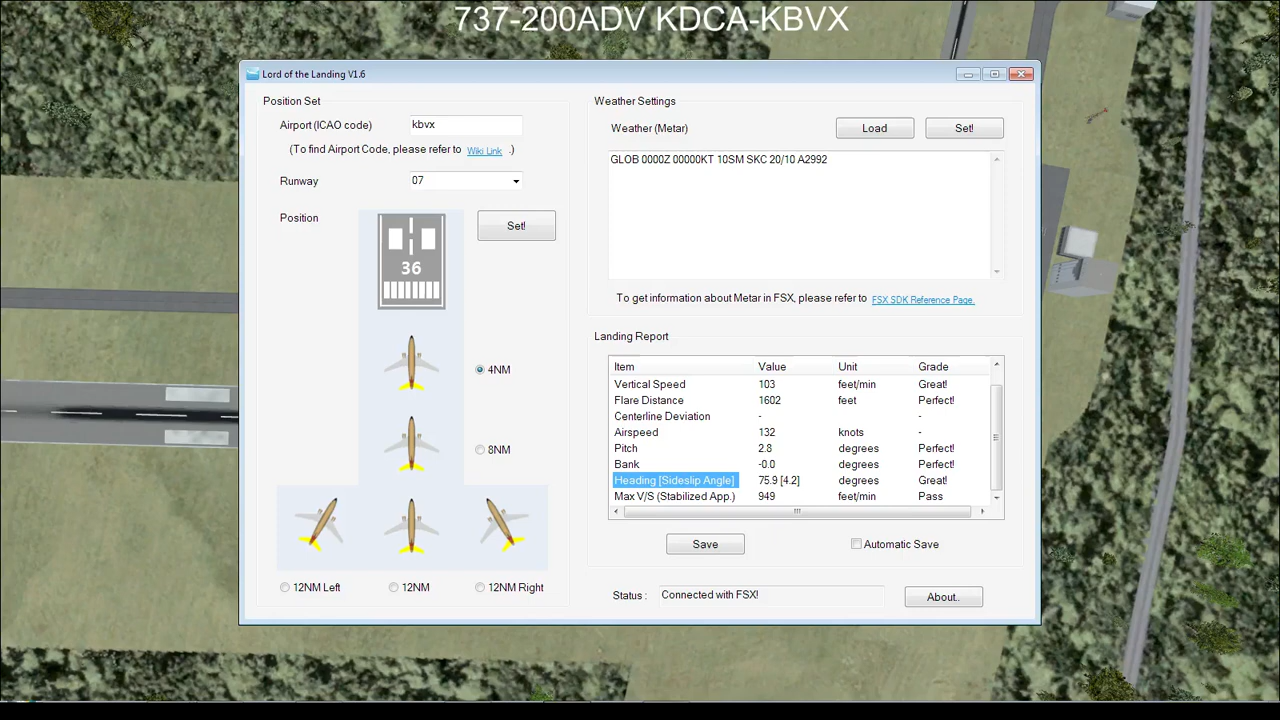 737-200ADV KDCA-KBVX
Lord of the Landing V1.6
Position Set
Airport (ICAO code) kbvx
(To find Airport Code, please refer to Wiki Link .)
Runway 07
Position Set!
36
4NM
8NM
12NM Left 12NM 12NM Right
Weather Settings
Weather (Metar) Load Set!
GLOB 0000Z 00000KT 10SM SKC 20/10 A2992
To get information about Metar in FSX, please refer to FSX SDK Reference Page.
Landing Report
Item Value Unit Grade
Vertical Speed 103 feet/min Great!
Flare Distance 1602 feet Perfect!
Centerline Deviation - -
Airspeed 132 knots -
Pitch 2.8 degrees Perfect!
Bank -0.0 degrees Perfect!
Heading [Sideslip Angle] 75.9 [4.2] degrees Great!
Max V/S (Stabilized App.) 949 feet/min Pass
Save Automatic Save
Status : Connected with FSX! About..